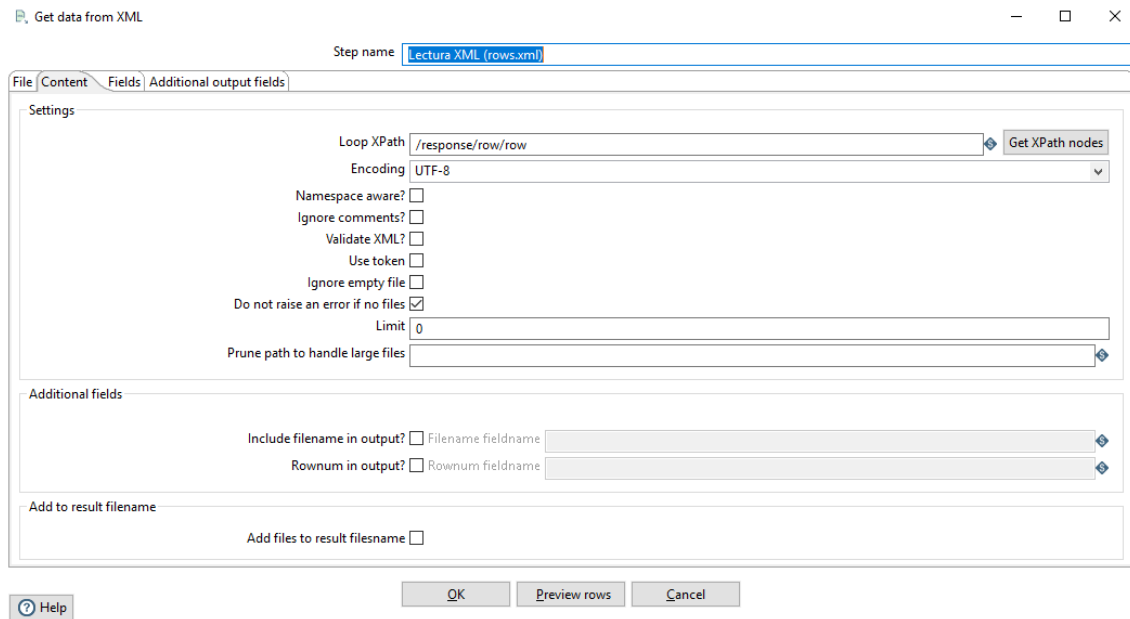 Get data from XML
Step name Lectura XML (rows.xml)
File Content Fields Additional output fields
Settings
Loop XPath /response/row/row Get XPath nodes
Encoding UTF-8
Namespace aware?
Ignore comments?
Validate XML?
Use token
Ignore empty file
Do not raise an error if no files
Limit 0
Prune path to handle large files
Additional fields
Include filename in output? Filename fieldname
Rownum in output? Rownum fieldname
Add to result filename
Add files to result filesname
OK Preview rows Cancel
Help